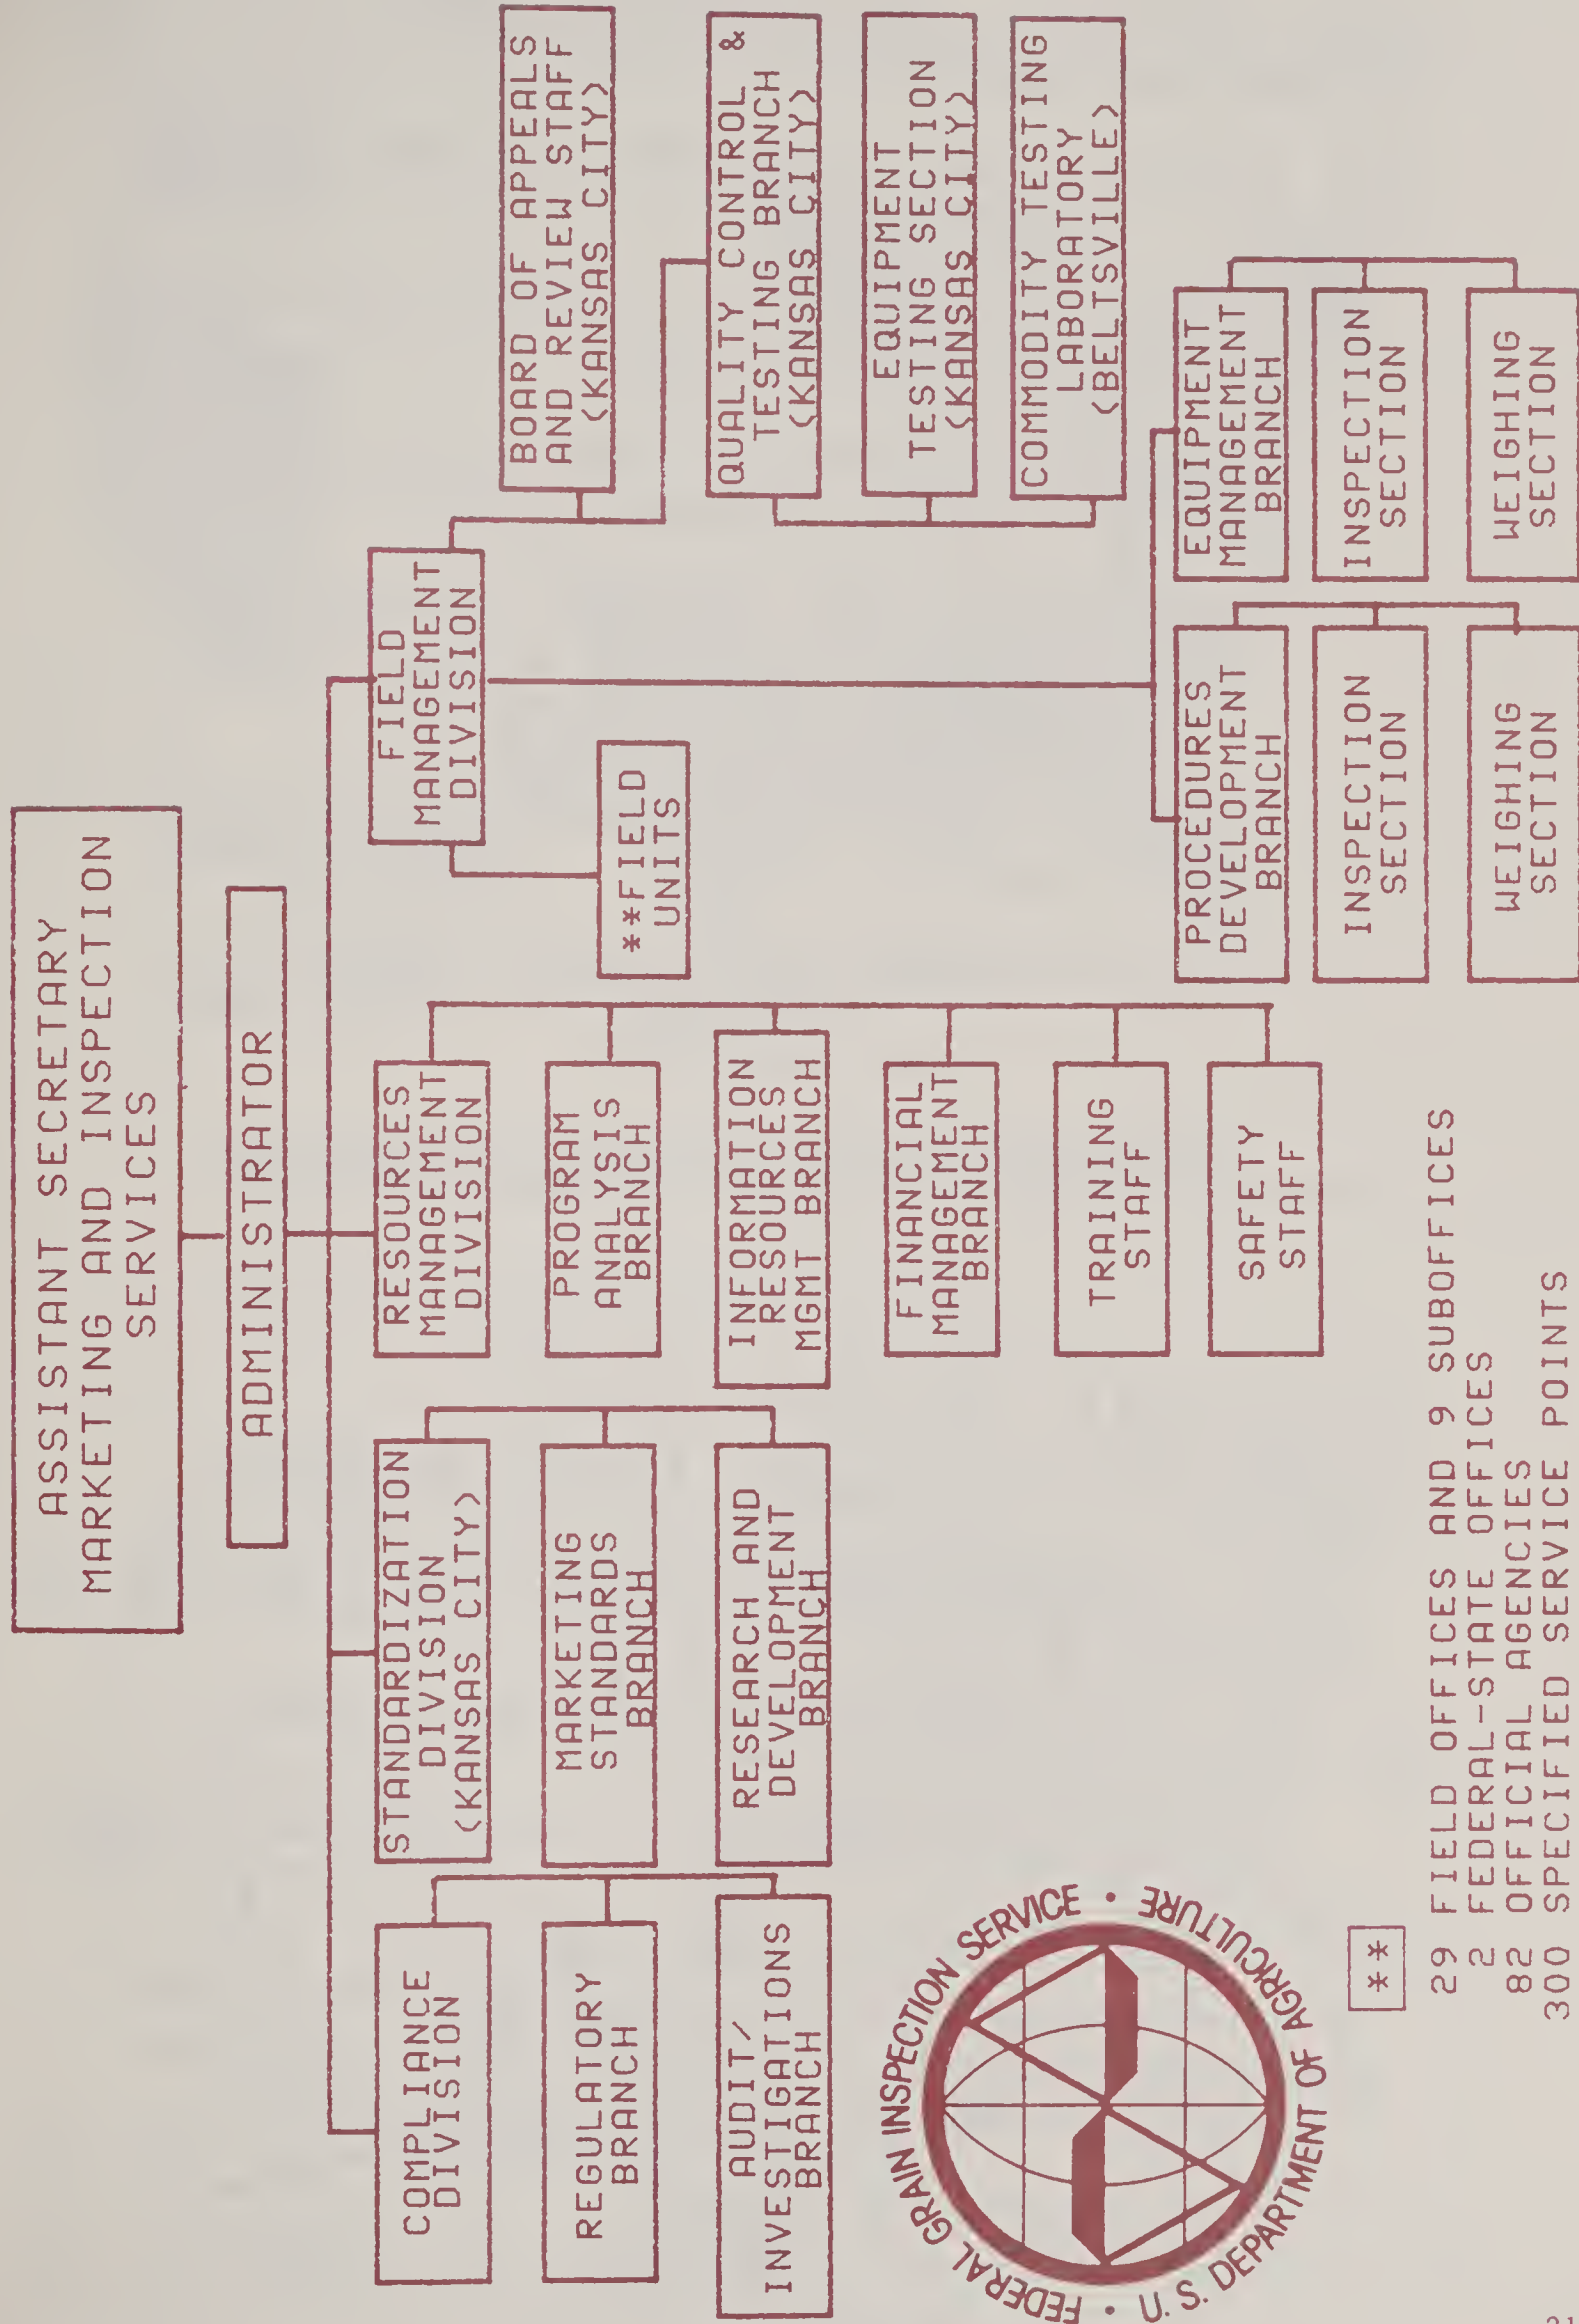 ASSISTANT SECRETARY
MARKETING AND INSPECTION
SERVICES
ADMINISTRATOR
COMPLIANCE
DIVISION
REGULATORY
BRANCH
AUDIT/
INVESTIGATIONS
BRANCH
STANDARDIZATION
DIVISION
(KANSAS CITY)
MARKETING
STANDARDS
BRANCH
RESEARCH AND
DEVELOPMENT
BRANCH
RESOURCES
MANAGEMENT
DIVISION
PROGRAM
ANALYSIS
BRANCH
INFORMATION
RESOURCES
MGMT BRANCH
FINANCIAL
MANAGEMENT
BRANCH
TRAINING
STAFF
SAFETY
STAFF
FIELD
MANAGEMENT
DIVISION
**FIELD
UNITS
BOARD OF APPEALS
AND REVIEW STAFF
(KANSAS CITY)
QUALITY CONTROL &
TESTING BRANCH
(KANSAS CITY)
EQUIPMENT
TESTING SECTION
(KANSAS CITY)
COMMODITY TESTING
LABORATORY
(BELTSVILLE)
PROCEDURES
DEVELOPMENT
BRANCH
INSPECTION
SECTION
WEIGHING
SECTION
EQUIPMENT
MANAGEMENT
BRANCH
INSPECTION
SECTION
WEIGHING
SECTION
FEDERAL GRAIN INSPECTION SERVICE •
U. S. DEPARTMENT OF AGRICULTURE •
**
29 FIELD OFFICES AND 9 SUBOFFICES
2 FEDERAL-STATE OFFICES
82 OFFICIAL AGENCIES
300 SPECIFIED SERVICE POINTS